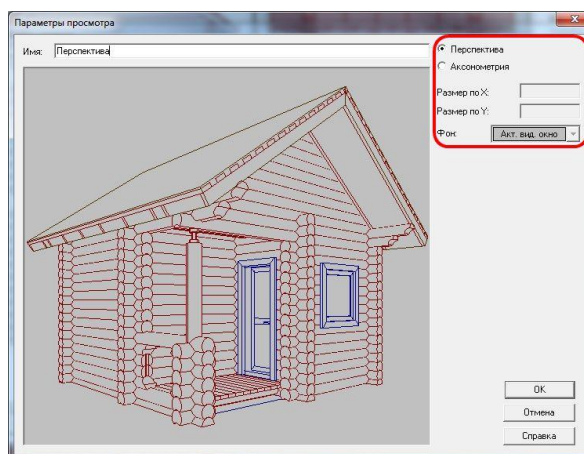 Параметры просмотра
Имя: Перспектива
Перспектива
Аксонометрия
Размер по X:
Размер по Y:
Фон: Акт. вид. окно
OK
Отмена
Справка